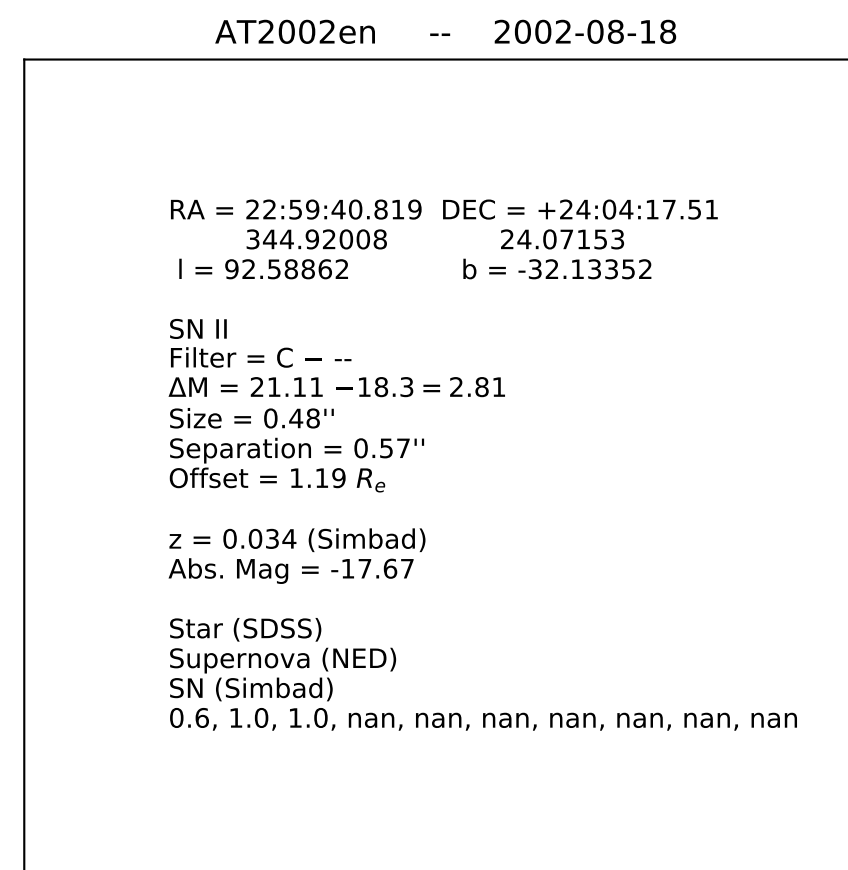 AT2002en -- 2002-08-18
RA = 22:59:40.819 DEC = +24:04:17.51
344.92008 24.07153
l = 92.58862 b = -32.13352
SN II
Filter = C − --
ΔM = 21.11 −18.3 = 2.81
Size = 0.48''
Separation = 0.57''
Offset = 1.19 Rₑ
z = 0.034 (Simbad)
Abs. Mag = -17.67
Star (SDSS)
Supernova (NED)
SN (Simbad)
0.6, 1.0, 1.0, nan, nan, nan, nan, nan, nan, nan